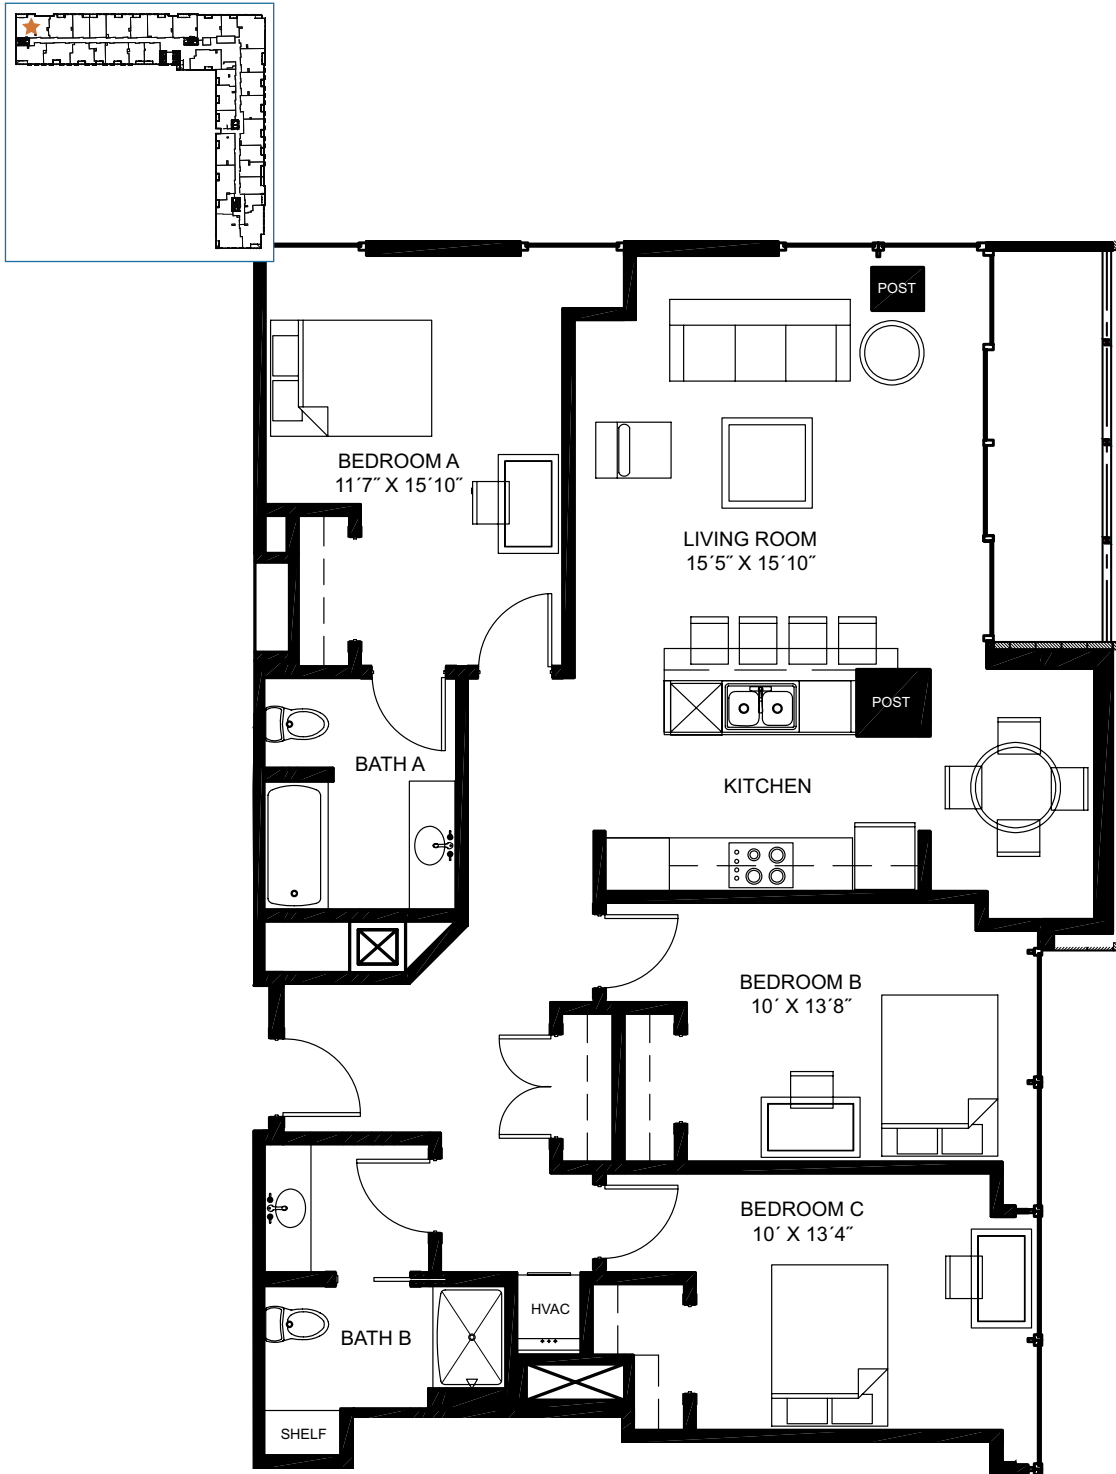 POST
BEDROOM A
11´7˝ X 15´10˝
LIVING ROOM
15´5˝ X 15´10˝
POST
BATH A
KITCHEN
BEDROOM B
10´ X 13´8˝
BEDROOM C
10´ X 13´4˝
HVAC
BATH B
SHELF